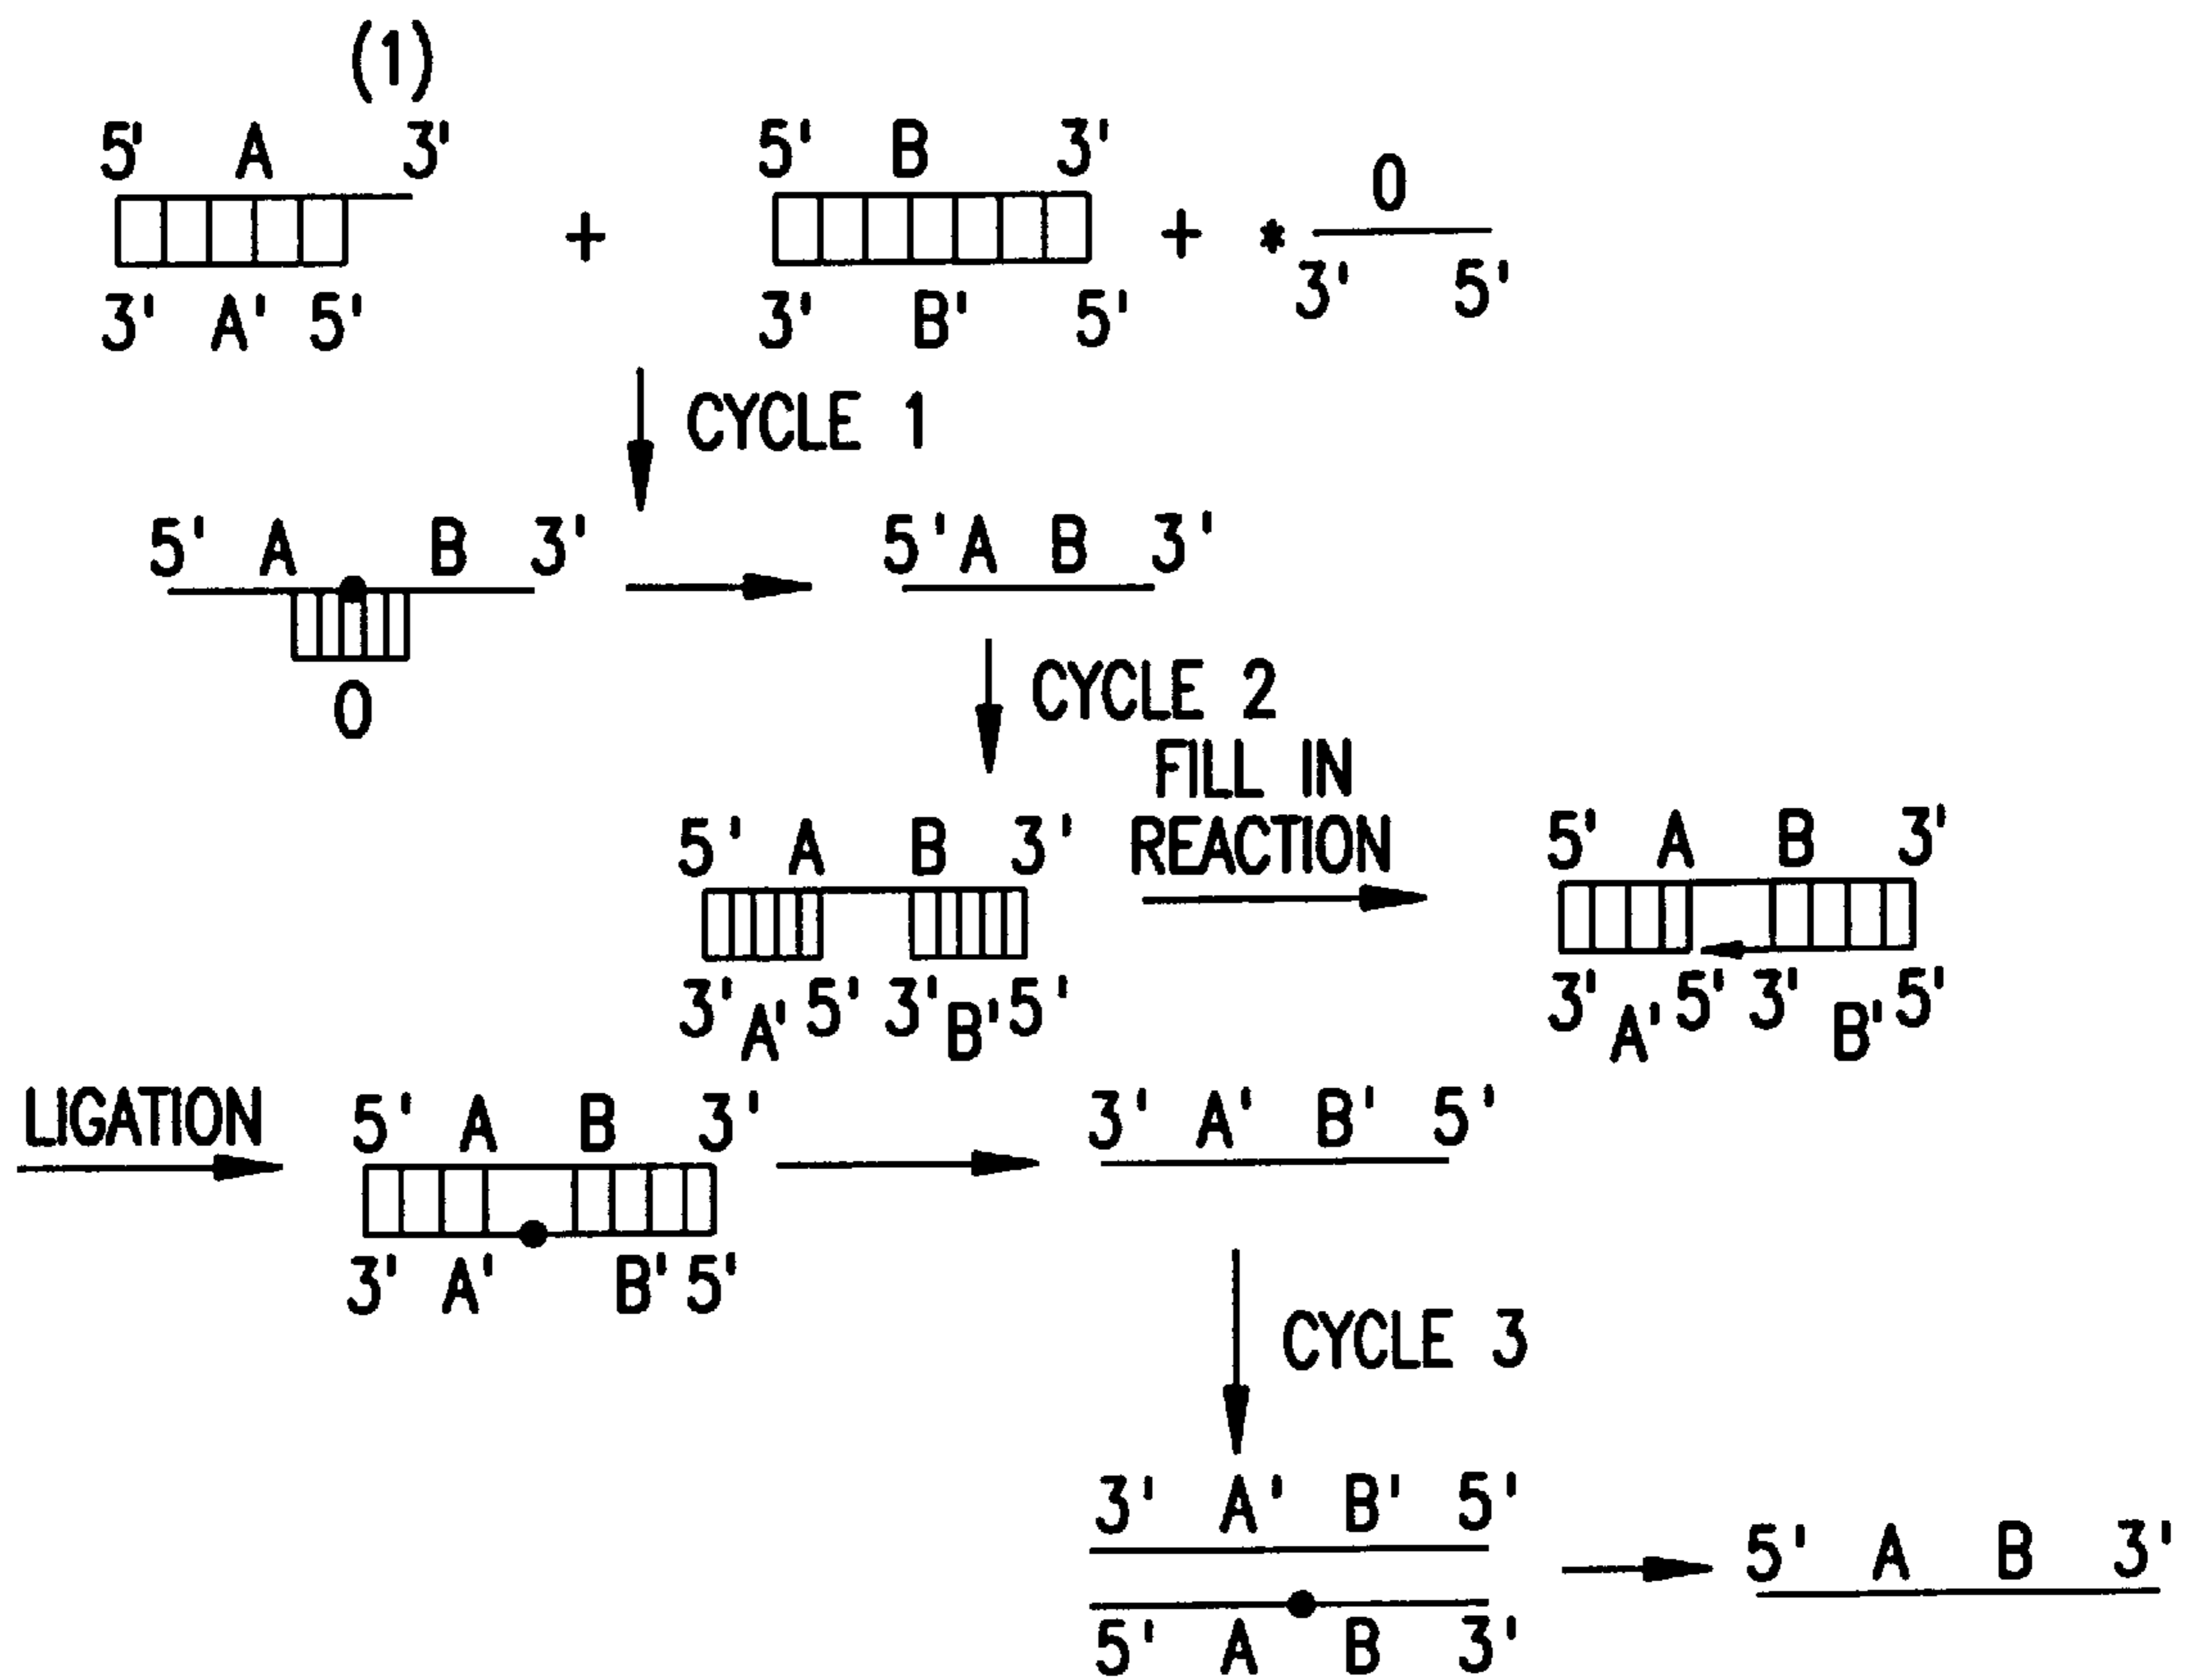 (1)
5' A 3'
5' B 3'
+
+
* O
3' 5'
3' A' 5'
3' B' 5'
CYCLE 1
5' A B 3'
O
5' A B 3'
CYCLE 2
FILL IN
REACTION
5' A B 3'
3' A' 5' 3' B' 5'
5' A B 3'
3' A' 5' 3' B' 5'
LIGATION
5' A B 3'
3' A' B' 5'
3' A' B' 5'
CYCLE 3
3' A' B' 5'
5' A B 3'
5' A B 3'